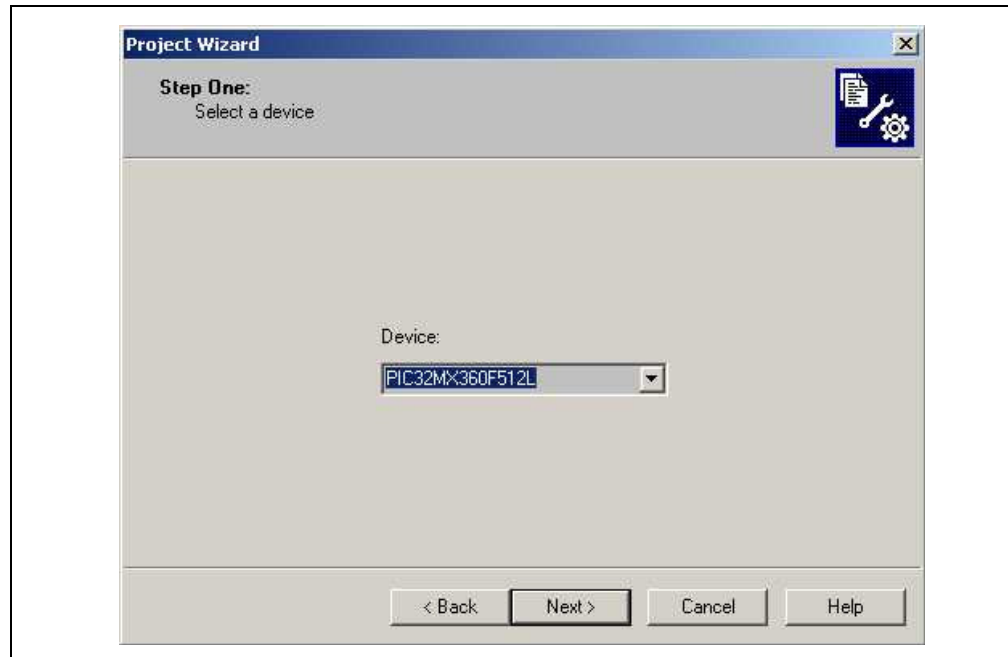 Project Wizard
Step One:
Select a device
Device:
PIC32MX360F512L
< Back Next > Cancel Help